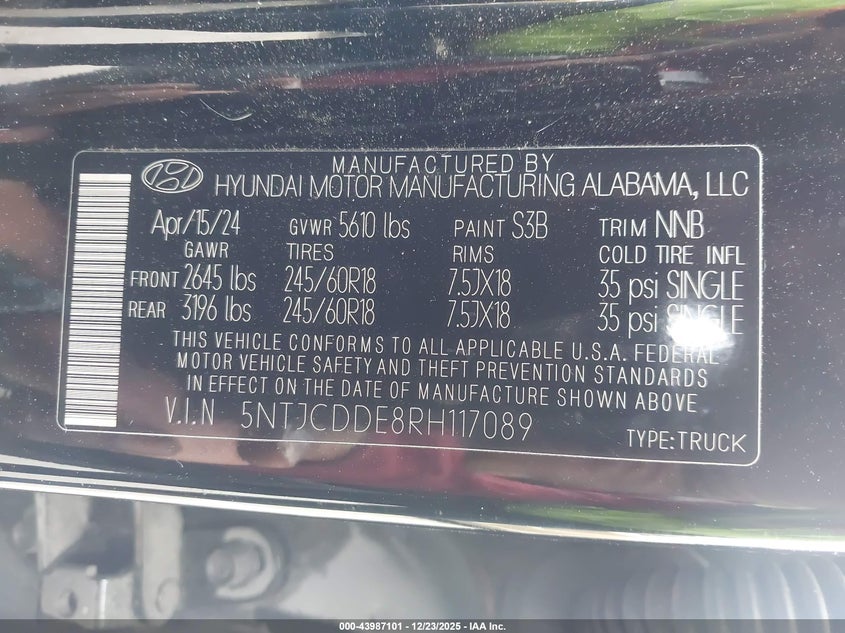 MANUFACTURED BY
HYUNDAI MOTOR MANUFACTURING ALABAMA, LLC
Apr/15/24 GVWR 5610 lbs PAINT S3B TRIM NNB
GAWR TIRES RIMS COLD TIRE INFL
FRONT 2645 lbs 245/60R18 7.5JX18 35 psi SINGLE
REAR 3196 lbs 245/60R18 7.5JX18 35 psi SINGLE
THIS VEHICLE CONFORMS TO ALL APPLICABLE U.S.A. FEDERAL
MOTOR VEHICLE SAFETY AND THEFT PREVENTION STANDARDS
IN EFFECT ON THE DATE OF MANUFACTURE SHOWN ABOVE
V.I.N 5NTJCDDE8RH117089
TYPE:TRUCK
000-43987101 - 12/23/2025 - IAA Inc.